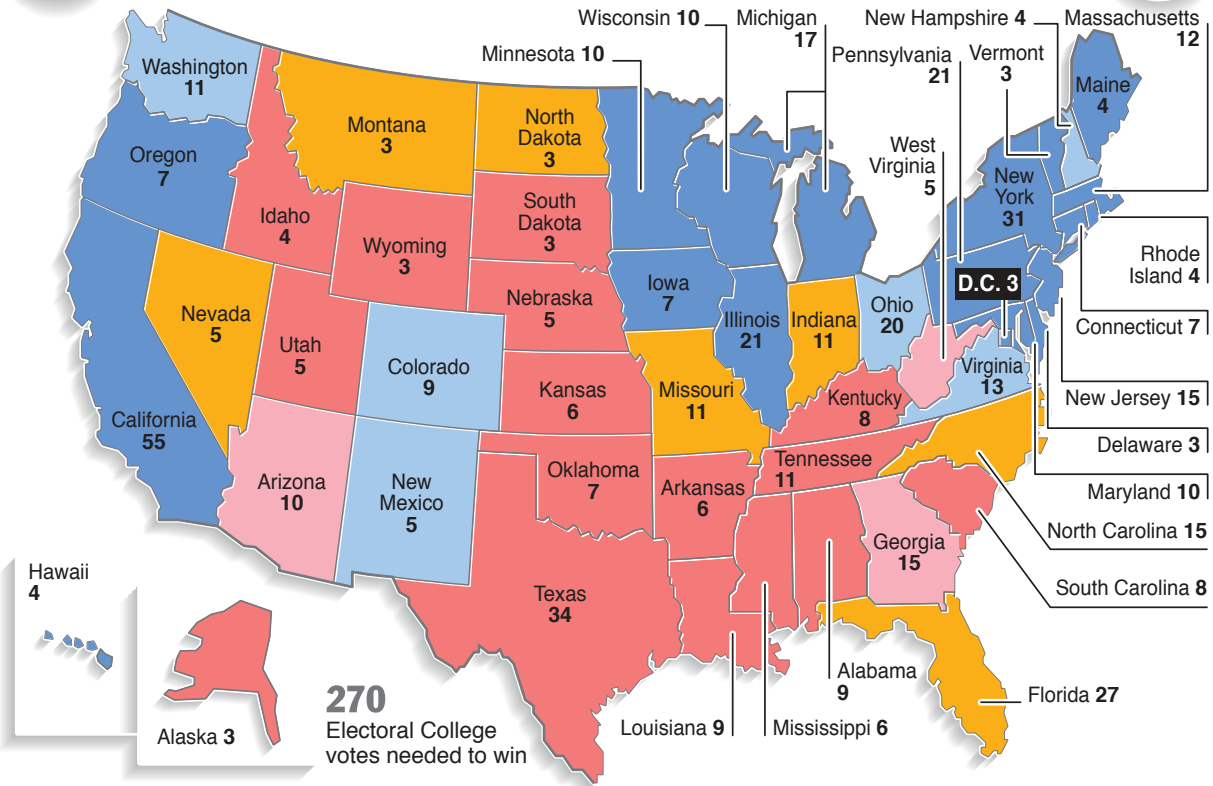 Wisconsin 10
Michigan
17
New Hampshire 4
Massachusetts
12
Minnesota 10
Pennsylvania
21
Vermont
3
Washington
11
Maine
4
Montana
3
North
Dakota
3
West
Virginia
5
Oregon
7
New
York
31
Idaho
4
South
Dakota
3
Wyoming
3
Rhode
Island 4
D.C. 3
Iowa
7
Nebraska
5
Ohio
20
Nevada
5
Illinois
21
Indiana
11
Connecticut 7
Utah
5
Colorado
9
Virginia
13
Kansas
6
Missouri
11
Kentucky
8
New Jersey 15
California
55
Delaware 3
Tennessee
11
Oklahoma
7
Arizona
10
New
Mexico
5
Arkansas
6
Maryland 10
North Carolina 15
Georgia
15
Hawaii
4
South Carolina 8
Texas
34
Alabama
9
Florida 27
Louisiana 9
Mississippi 6
Alaska 3
270
Electoral College
votes needed to win